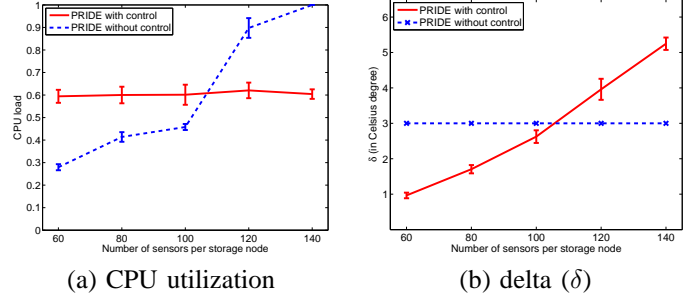 PRIDE with control
PRIDE without control
1
0.9
0.8
0.7
0.6
0.5
0.4
0.3
0.2
0.1
0
CPU load
60 80 100 120 140
Number of sensors per storage node
(a) CPU utilization
PRIDE with control
PRIDE without control
6
5
4
3
2
1
δ (in Celsius degree)
60 80 100 120 140
Number of sensors per storage node
(b) delta (δ)